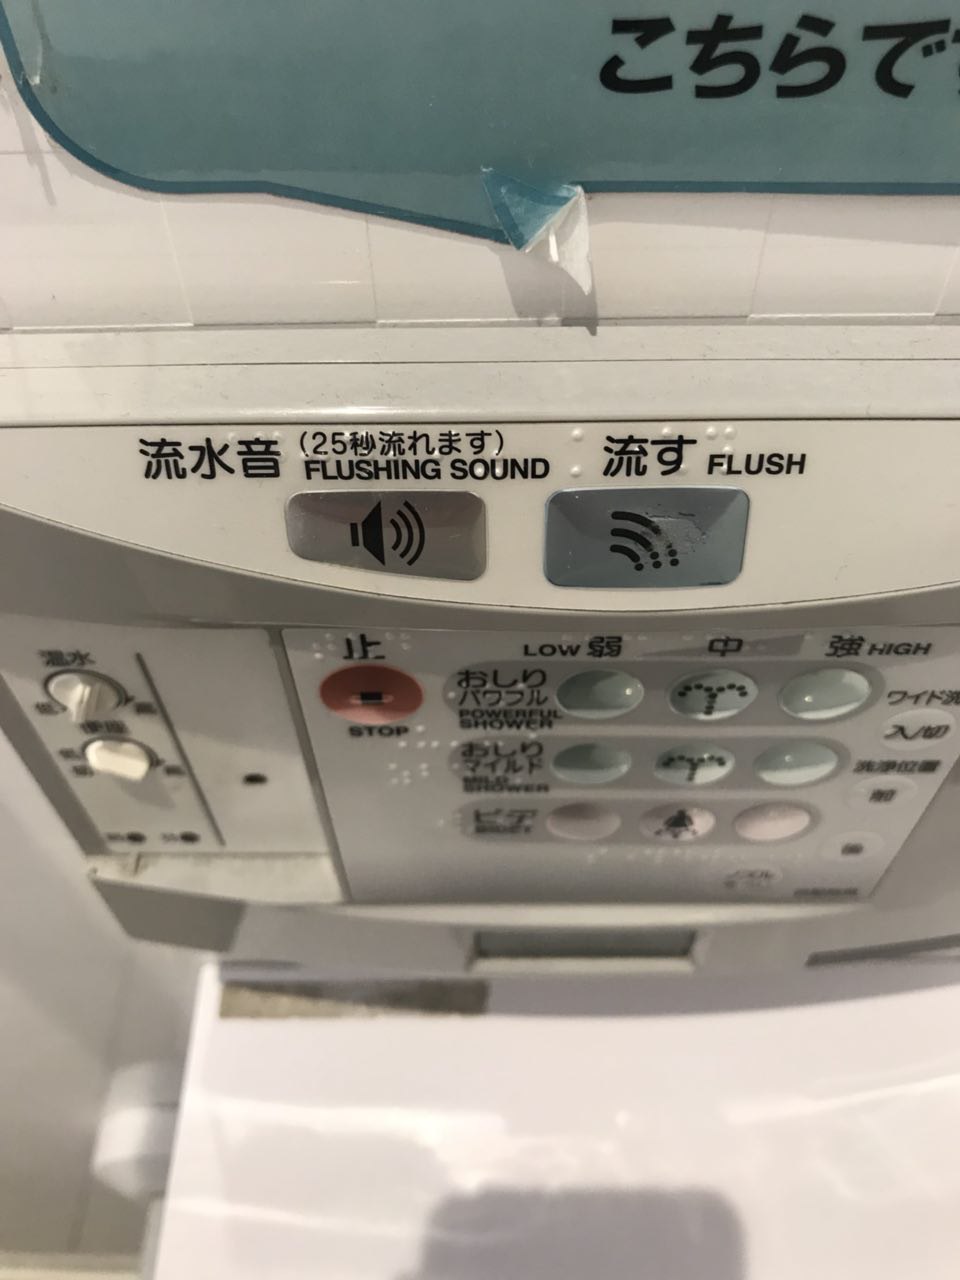 こちらで
流水音 (25秒流れます)
FLUSHING SOUND
流す FLUSH
温水
止
STOP
LOW 弱 中 強 HIGH
おしり
パワフル
POWERFUL
SHOWER
ワイド洗
入/切
おしり
マイルド
MILD
SHOWER
洗浄位置
前
ビデ
BIDET
後